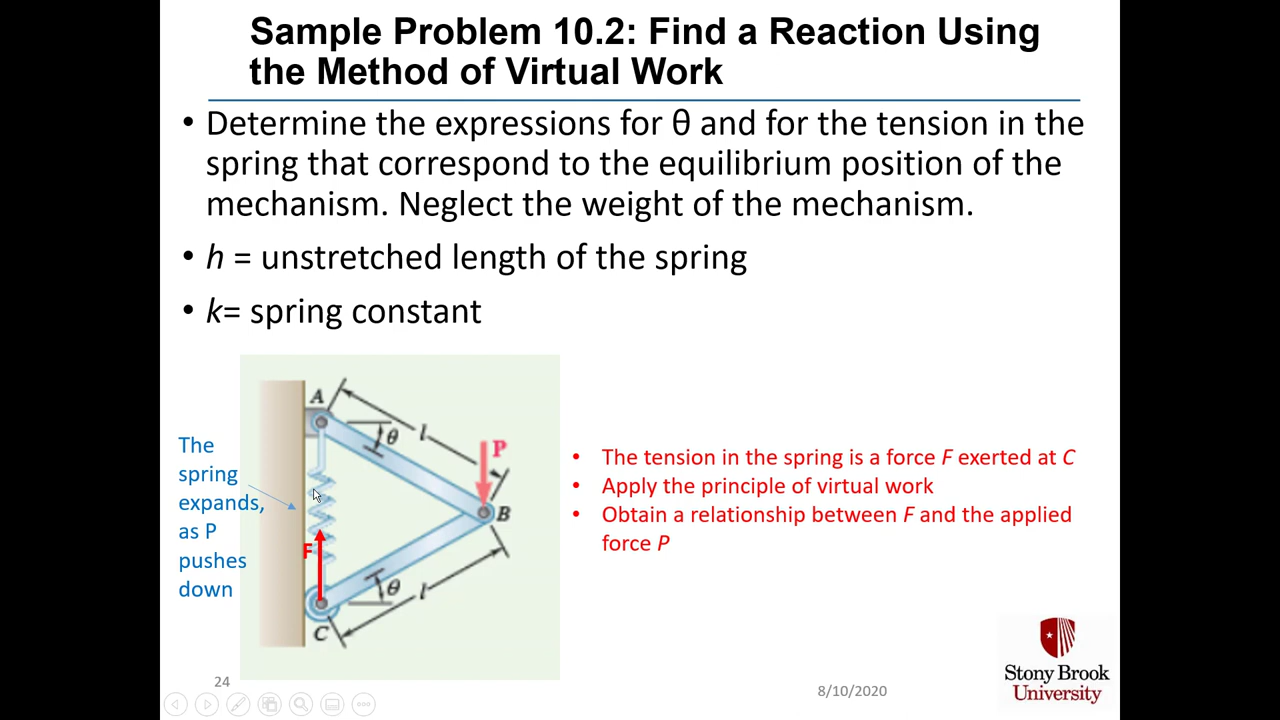 Sample Problem 10.2: Find a Reaction Using
the Method of Virtual Work
• Determine the expressions for θ and for the tension in the
spring that correspond to the equilibrium position of the
mechanism. Neglect the weight of the mechanism.
• h = unstretched length of the spring
• k= spring constant
The
spring
expands,
as P
pushes
down
A
θ
l
P
B
F
θ
l
C
• The tension in the spring is a force F exerted at C
• Apply the principle of virtual work
• Obtain a relationship between F and the applied
force P
24
8/10/2020
Stony Brook
University